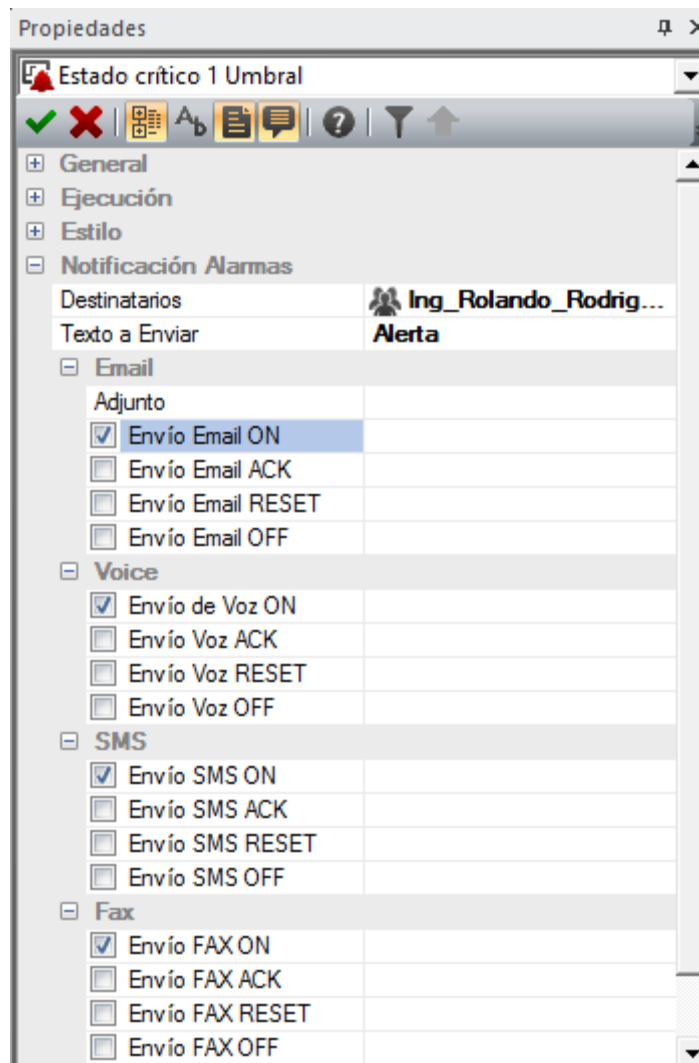 Propiedades
Estado crítico 1 Umbral
Ab
General
Ejecución
Estilo
Notificación Alarmas
Destinatarios Ing_Rolando_Rodrig...
Texto a Enviar Alerta
Email
Adjunto
Envío Email ON
Envío Email ACK
Envío Email RESET
Envío Email OFF
Voice
Envío de Voz ON
Envío Voz ACK
Envío Voz RESET
Envío Voz OFF
SMS
Envío SMS ON
Envío SMS ACK
Envío SMS RESET
Envío SMS OFF
Fax
Envío FAX ON
Envío FAX ACK
Envío FAX RESET
Envío FAX OFF